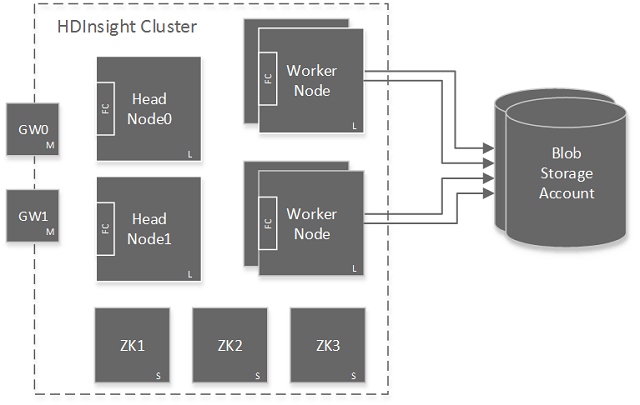 HDInsight Cluster
GW0
M
GW1
M
FC
Head
Node0
L
FC
Head
Node1
L
FC
Worker
Node
L
FC
Worker
Node
L
ZK1
S
ZK2
S
ZK3
S
Blob
Storage
Account